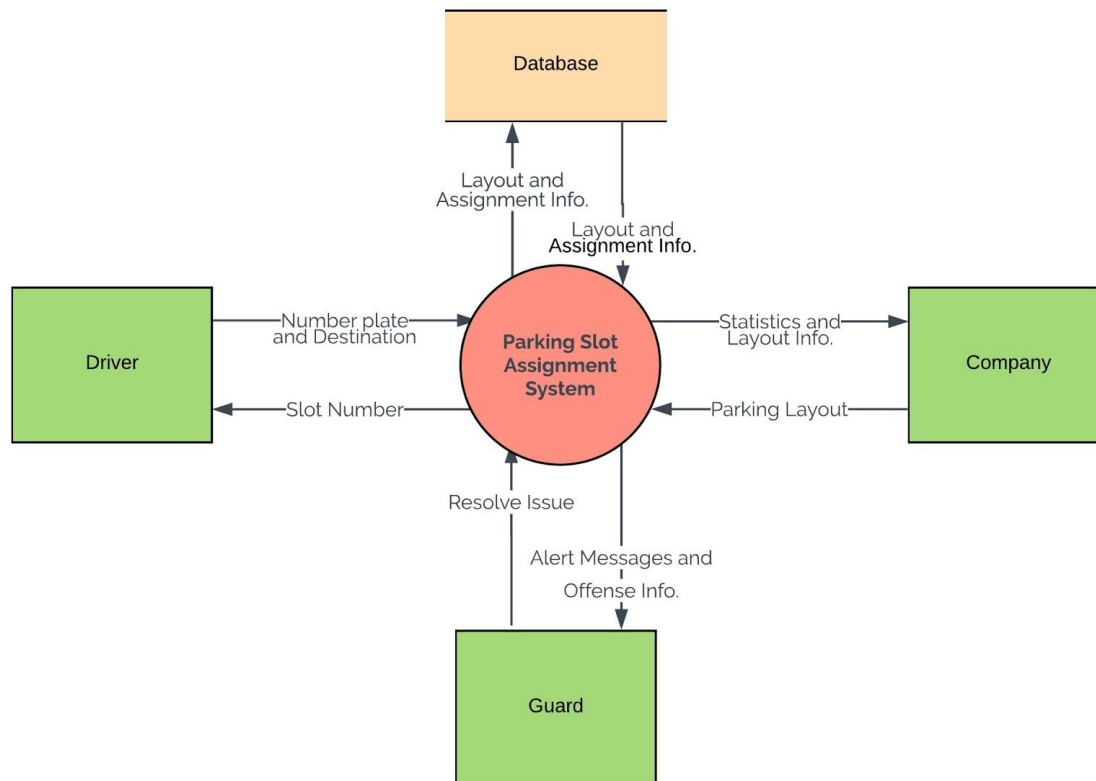 Database
Layout and
Assignment Info.
Layout and
Assignment Info.
Driver
Number plate
and Destination
Slot Number
Parking Slot
Assignment
System
Statistics and
Layout Info.
Parking Layout
Company
Resolve Issue
Alert Messages and
Offense Info.
Guard